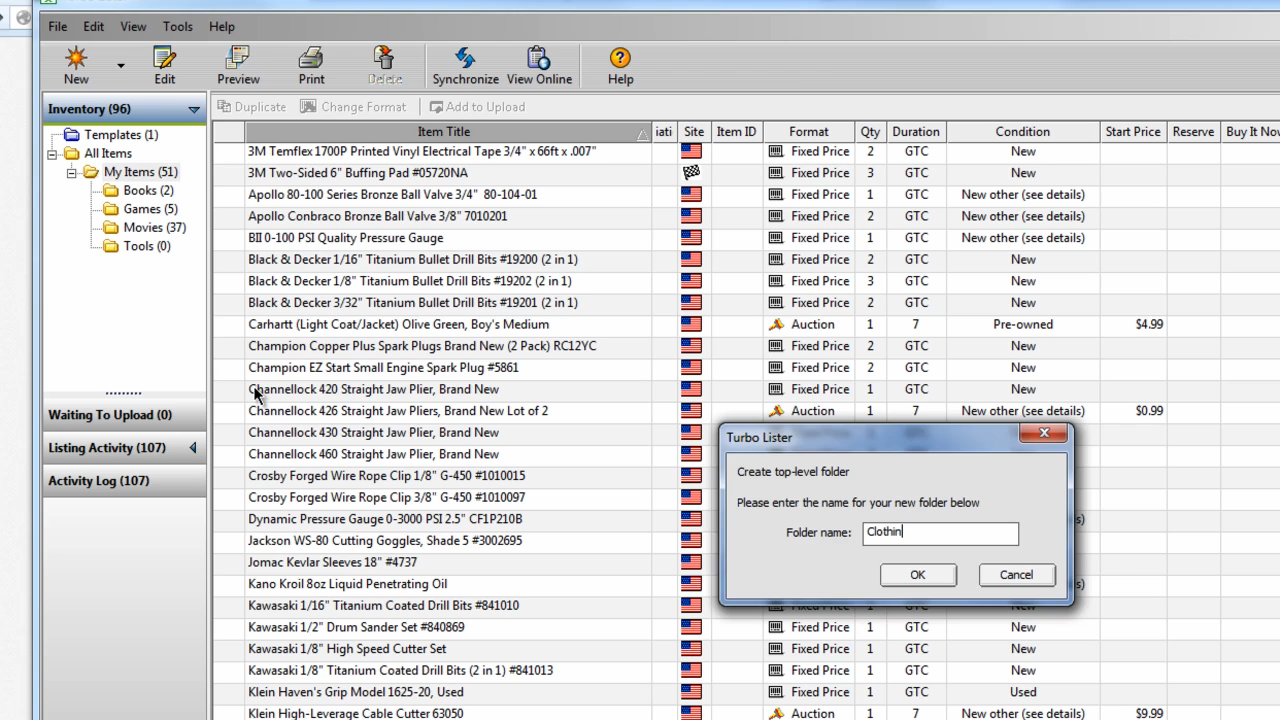 File Edit View Tools Help
New Edit Preview Print Delete Synchronize View Online Help
Inventory (96)
Duplicate Change Format Add to Upload
Templates (1)
All Items
My Items (51)
Books (2)
Games (5)
Movies (37)
Tools (0)
Waiting To Upload (0)
Listing Activity (107)
Activity Log (107)
Item Title iati Site Item ID Format Qty Duration Condition Start Price Reserve Buy It Now
3M Temflex 1700P Printed Vinyl Electrical Tape 3/4" x 66ft x .007" Fixed Price 2 GTC New
3M Two-Sided 6" Buffing Pad #05720NA Fixed Price 3 GTC New
Apollo 80-100 Series Bronze Ball Valve 3/4" 80-104-01 Fixed Price 1 GTC New other (see details)
Apollo Conbraco Bronze Ball Valve 3/8" 7010201 Fixed Price 2 GTC New other (see details)
BII 0-100 PSI Quality Pressure Gauge Fixed Price 1 GTC New other (see details)
Black & Decker 1/16" Titanium Bullet Drill Bits #19200 (2 in 1) Fixed Price 2 GTC New
Black & Decker 1/8" Titanium Bullet Drill Bits #19202 (2 in 1) Fixed Price 3 GTC New
Black & Decker 3/32" Titanium Bullet Drill Bits #19201 (2 in 1) Fixed Price 2 GTC New
Carhartt (Light Coat/Jacket) Olive Green, Boy's Medium Auction 1 7 Pre-owned $4.99
Champion Copper Plus Spark Plugs Brand New (2 Pack) RC12YC Fixed Price 2 GTC New
Champion EZ Start Small Engine Spark Plug #5861 Fixed Price 2 GTC New
Channellock 420 Straight Jaw Plier, Brand New Fixed Price 1 GTC New
Channellock 426 Straight Jaw Pliers, Brand New Lot of 2 Auction 1 7 New other (see details) $0.99
Channellock 430 Straight Jaw Plier, Brand New
Channellock 460 Straight Jaw Plier, Brand New
Crosby Forged Wire Rope Clip 1/8" G-450 #1010015
Crosby Forged Wire Rope Clip 3/8" G-450 #1010097
Dynamic Pressure Gauge 0-3000 PSI 2.5" CF1P210B
Jackson WS-80 Cutting Goggles, Shade 5 #3002695
Jomac Kevlar Sleeves 18" #4737
Kano Kroil 8oz Liquid Penetrating Oil
Kawasaki 1/16" Titanium Coated Drill Bits #841010 Fixed Price 1 GTC New
Kawasaki 1/2" Drum Sander Set #840869 Fixed Price 1 GTC New
Kawasaki 1/8" High Speed Cutter Set Fixed Price 1 GTC New
Kawasaki 1/8" Titanium Coated Drill Bits (2 in 1) #841013 Fixed Price 1 GTC New
Klein Haven's Grip Model 1625-20, Used Fixed Price 1 GTC Used
Klein High-Leverage Cable Cutter 63050 Auction 1 7 New other (see details) $9.99
Turbo Lister
Create top-level folder
Please enter the name for your new folder below
Folder name: Clothin
OK Cancel